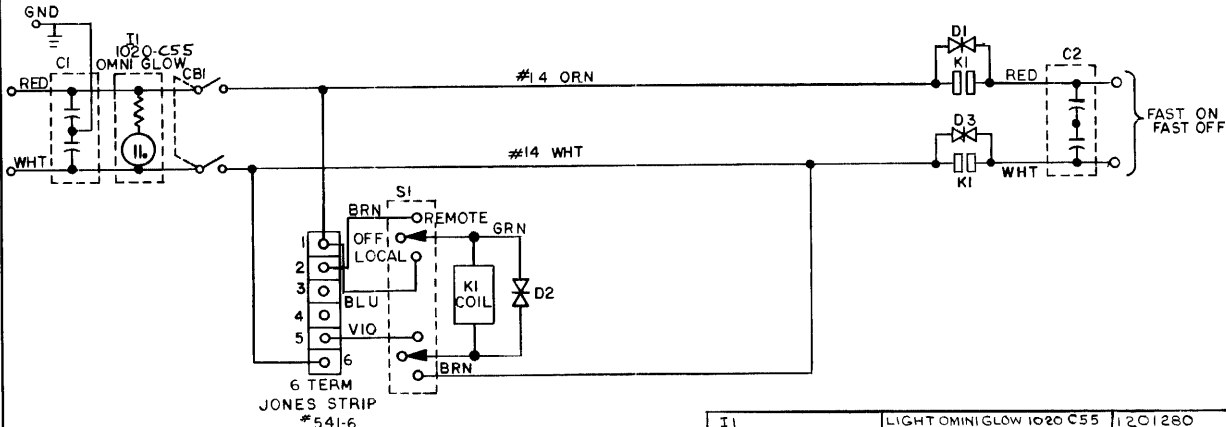 GND
I1
1020-C55
OMNI GLOW
C1
CB1
RED
WHT
#14 ORN
#14 WHT
D1
K1
RED
C2
D3
K1
WHT
FAST ON
FAST OFF
S1
BRN
REMOTE
OFF
LOCAL
GRN
1
2
3
4
5
6
BLU
VIO
K1
COIL
D2
BRN
6 TERM
JONES STRIP
#541-6
I1 LIGHT OMINIGLOW 1020 C55 1201280